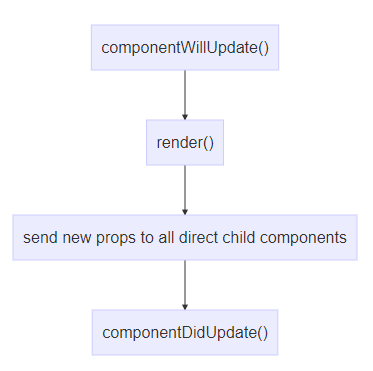 componentWillUpdate()
render()
send new props to all direct child components
componentDidUpdate()